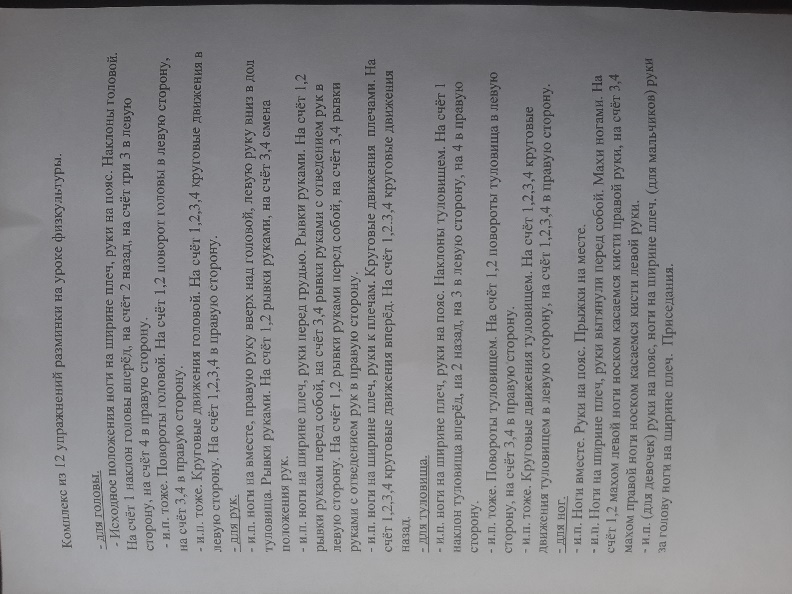 Комплекс из 12 упражнений разминки на уроке физкультуры.
- для головы.
- Исходное положения ноги на ширине плеч, руки на пояс. Наклоны головой.
На счёт 1 наклон головы вперёд, на счёт 2 назад, на счёт три 3 в левую
сторону, на счёт 4 в правую сторону.
- и.п. тоже. Повороты головой. На счёт 1,2 поворот головы в левую сторону,
на счёт 3,4 в правую сторону.
- и.п. тоже. Круговые движения головой. На счёт 1,2,3,4 круговые движения в
левую сторону. На счёт 1,2,3,4 в правую сторону.
- для рук.
- и.п. ноги на вместе, правую руку вверх над головой, левую руку вниз в дол
туловища. Рывки руками. На счёт 1,2 рывки руками, на счёт 3,4 смена
положения рук.
- и.п. ноги на ширине плеч, руки перед грудью. Рывки руками. На счёт 1,2
рывки руками перед собой, на счёт 3,4 рывки руками с отведением рук в
левую сторону. На счёт 1,2 рывки руками перед собой, на счёт 3,4 рывки
руками с отведением рук в правую сторону.
- и.п. ноги на ширине плеч, руки к плечам. Круговые движения плечами. На
счёт 1,2,3,4 круговые движения вперёд. На счёт 1,2,3,4 круговые движения
назад.
- для туловища.
- и.п. ноги на ширине плеч, руки на пояс. Наклоны туловищем. На счёт 1
наклон туловища вперёд, на 2 назад, на 3 в левую сторону, на 4 в правую
сторону.
- и.п. тоже. Повороты туловищем. На счёт 1,2 повороты туловища в левую
сторону, на счёт 3,4 в правую сторону.
- и.п. тоже. Круговые движения туловищем. На счёт 1,2,3,4 круговые
движения туловищем в левую сторону, на счёт 1,2,3,4 в правую сторону.
- для ног.
- и.п. Ноги вместе. Руки на пояс. Прыжки на месте.
- и.п. Ноги на ширине плеч, руки вытянули перед собой. Махи ногами. На
счёт 1,2 махом левой ноги носком касаемся кисти правой руки, на счёт 3,4
махом правой ноги носком касаемся кисти левой руки.
- и.п. (для девочек) руки на пояс, ноги на ширине плеч. (для мальчиков) руки
за голову ноги на ширине плеч. Приседания.